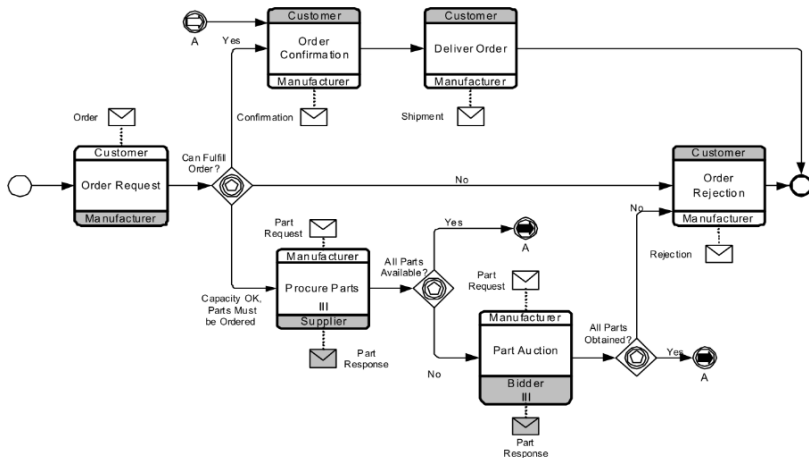 Customer
Order
Confirmation
Manufacturer
Customer
Deliver Order
Manufacturer
A
Yes
Confirmation
Shipment
Order
Customer
Order Request
Manufacturer
Can Fulfill
Order?
No
Customer
Order
Rejection
Manufacturer
Rejection
Capacity OK,
Parts Must
be Ordered
Part
Request
Manufacturer
Procure Parts
III
Supplier
Part
Response
All Parts
Available?
Yes
A
No
Part
Request
Manufacturer
Part Auction
Bidder
III
Part
Response
All Parts
Obtained?
No
Yes
A